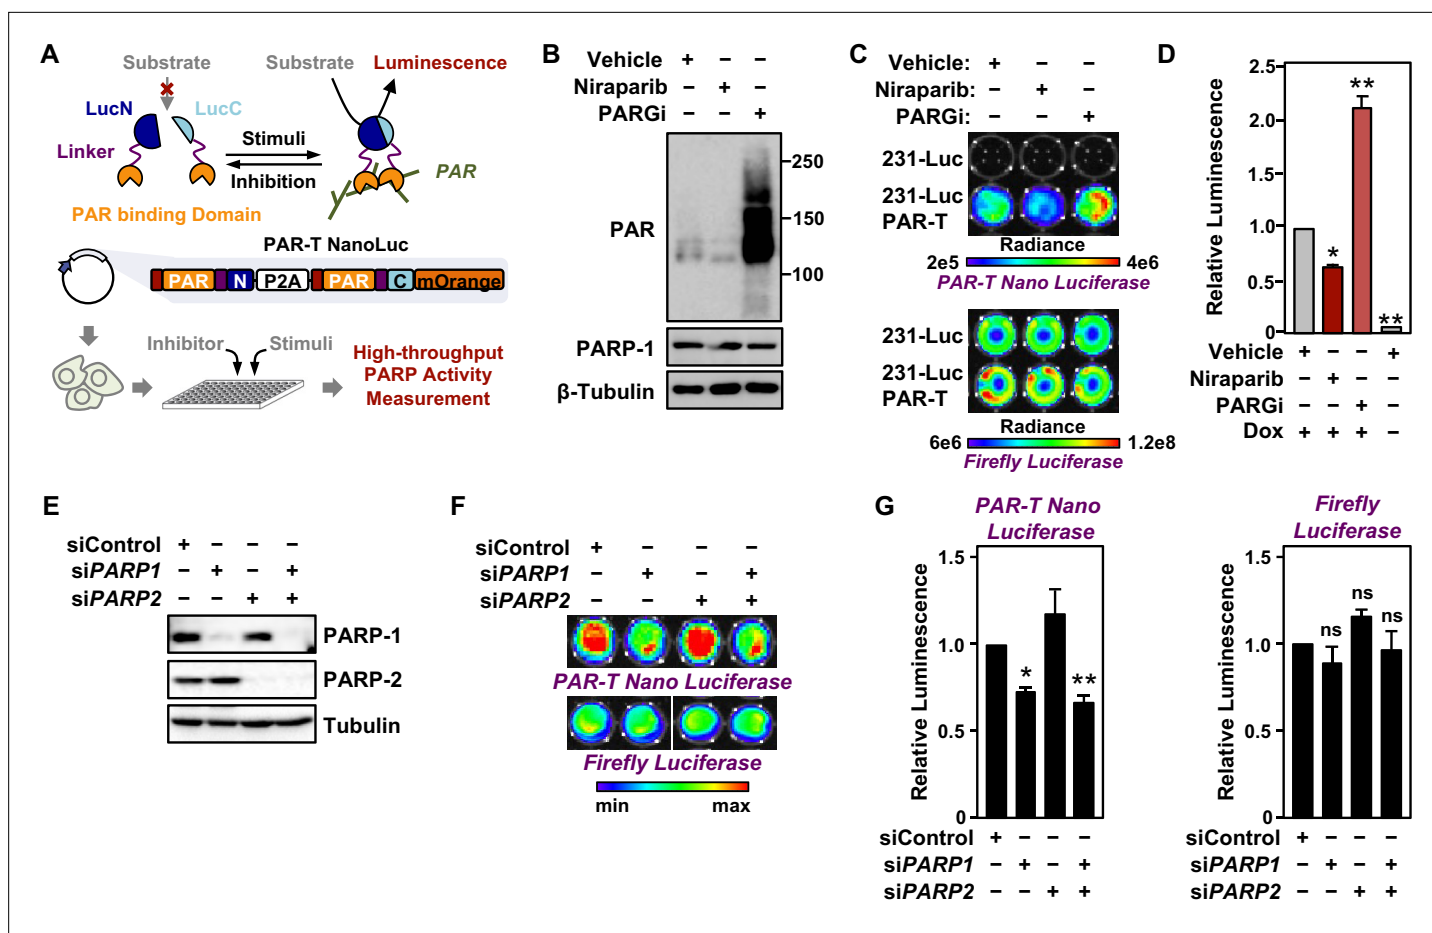 A
Substrate
Substrate
Luminescence
LucN
LucC
Stimuli
Linker
Inhibition
PAR
PAR binding Domain
PAR-T NanoLuc
PAR N P2A PAR C mOrange
Inhibitor
Stimuli
High-throughput
PARP Activity
Measurement
B
Vehicle + − −
Niraparib − + −
PARGi − − +
250
150
100
PAR
PARP-1
β-Tubulin
C
Vehicle: + − −
Niraparib: − + −
PARGi: − − +
231-Luc
231-Luc
PAR-T
Radiance
2e5 4e6
PAR-T Nano Luciferase
231-Luc
231-Luc
PAR-T
Radiance
6e6 1.2e8
Firefly Luciferase
D
Relative Luminescence
2.5
2.0
1.5
1.0
0.5
0
*
**
**
Vehicle + − − +
Niraparib − + − −
PARGi − − + −
Dox + + + −
E
siControl + − − −
siPARP1 − + − +
siPARP2 − − + +
PARP-1
PARP-2
Tubulin
F
siControl + − − −
siPARP1 − + − +
siPARP2 − − + +
PAR-T Nano Luciferase
Firefly Luciferase
min max
G
PAR-T Nano
Luciferase
Relative Luminescence
1.5
1.0
0.5
0
*
**
siControl + − − −
siPARP1 − + − +
siPARP2 − − + +
Firefly
Luciferase
Relative Luminescence
1.5
1.0
0.5
0
ns
ns
ns
siControl + − − −
siPARP1 − + − +
siPARP2 − − + +